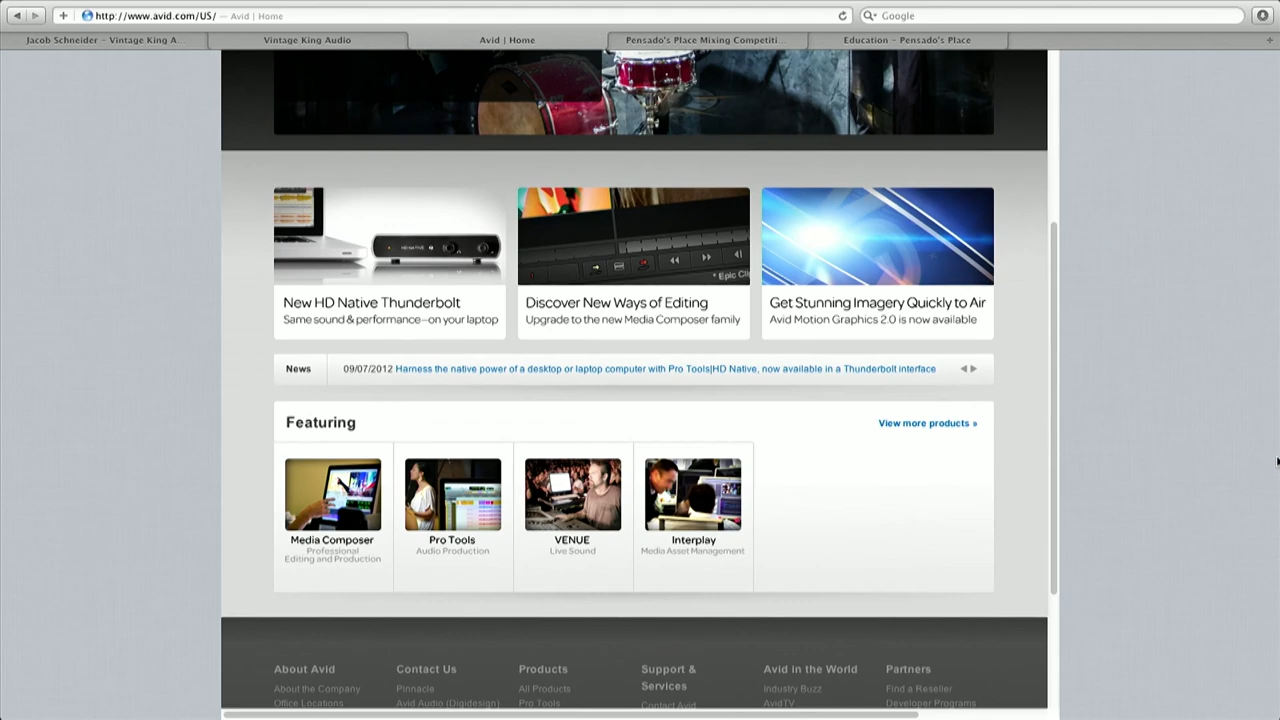 http://www.avid.com/US/ — Avid | Home
Google
Jacob Schneider – Vintage King A...
Vintage King Audio
Avid | Home
Pensado's Place Mixing Competiti...
Education – Pensado's Place
HD NATIVE
* Epic Cli
New HD Native Thunderbolt
Same sound & performance—on your laptop
Discover New Ways of Editing
Upgrade to the new Media Composer family
Get Stunning Imagery Quickly to Air
Avid Motion Graphics 2.0 is now available
News
09/07/2012 Harness the native power of a desktop or laptop computer with Pro Tools|HD Native, now available in a Thunderbolt interface
Featuring
View more products »
Media Composer
Professional
Editing and Production
Pro Tools
Audio Production
VENUE
Live Sound
Interplay
Media Asset Management
About Avid
About the Company
Office Locations
Contact Us
Pinnacle
Avid Audio (Digidesign)
Products
All Products
Pro Tools
Support &
Services
Contact Avid
Avid in the World
Industry Buzz
AvidTV
Partners
Find a Reseller
Developer Programs